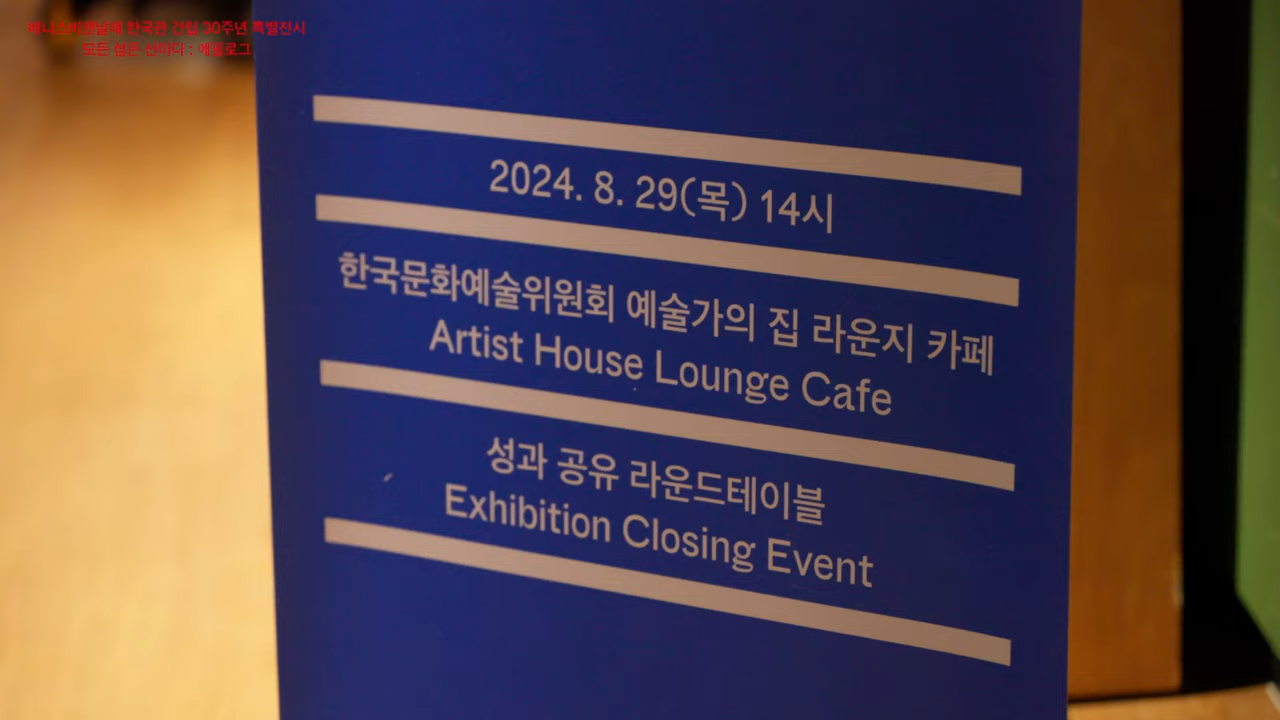 베니스비엔날레 한국관 건립 30주년 특별전시
모든 섬은 산이다 : 에필로그
2024. 8. 29(목) 14시
한국문화예술위원회 예술가의 집 라운지 카페
Artist House Lounge Cafe
성과 공유 라운드테이블
Exhibition Closing Event